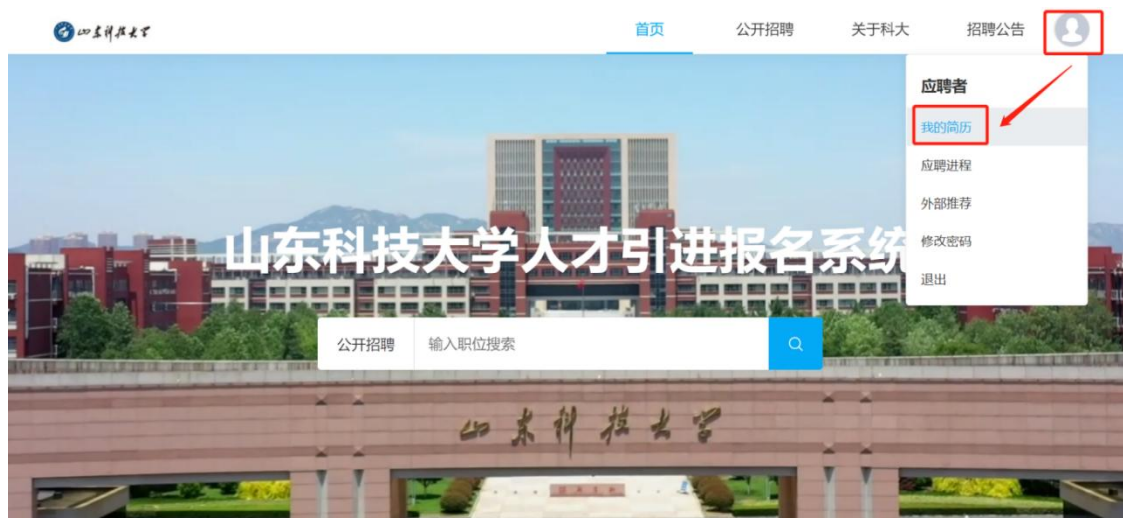 山东科技大学
首页
公开招聘
关于科大
招聘公告
应聘者
我的简历
应聘进程
外部推荐
修改密码
退出
山东科技大学人才引进报名系统
公开招聘
输入职位搜索
山东科技大学